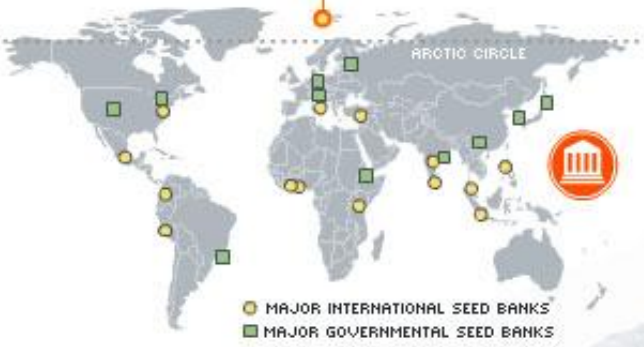 ARCTIC CIRCLE
MAJOR INTERNATIONAL SEED BANKS
MAJOR GOVERNMENTAL SEED BANKS